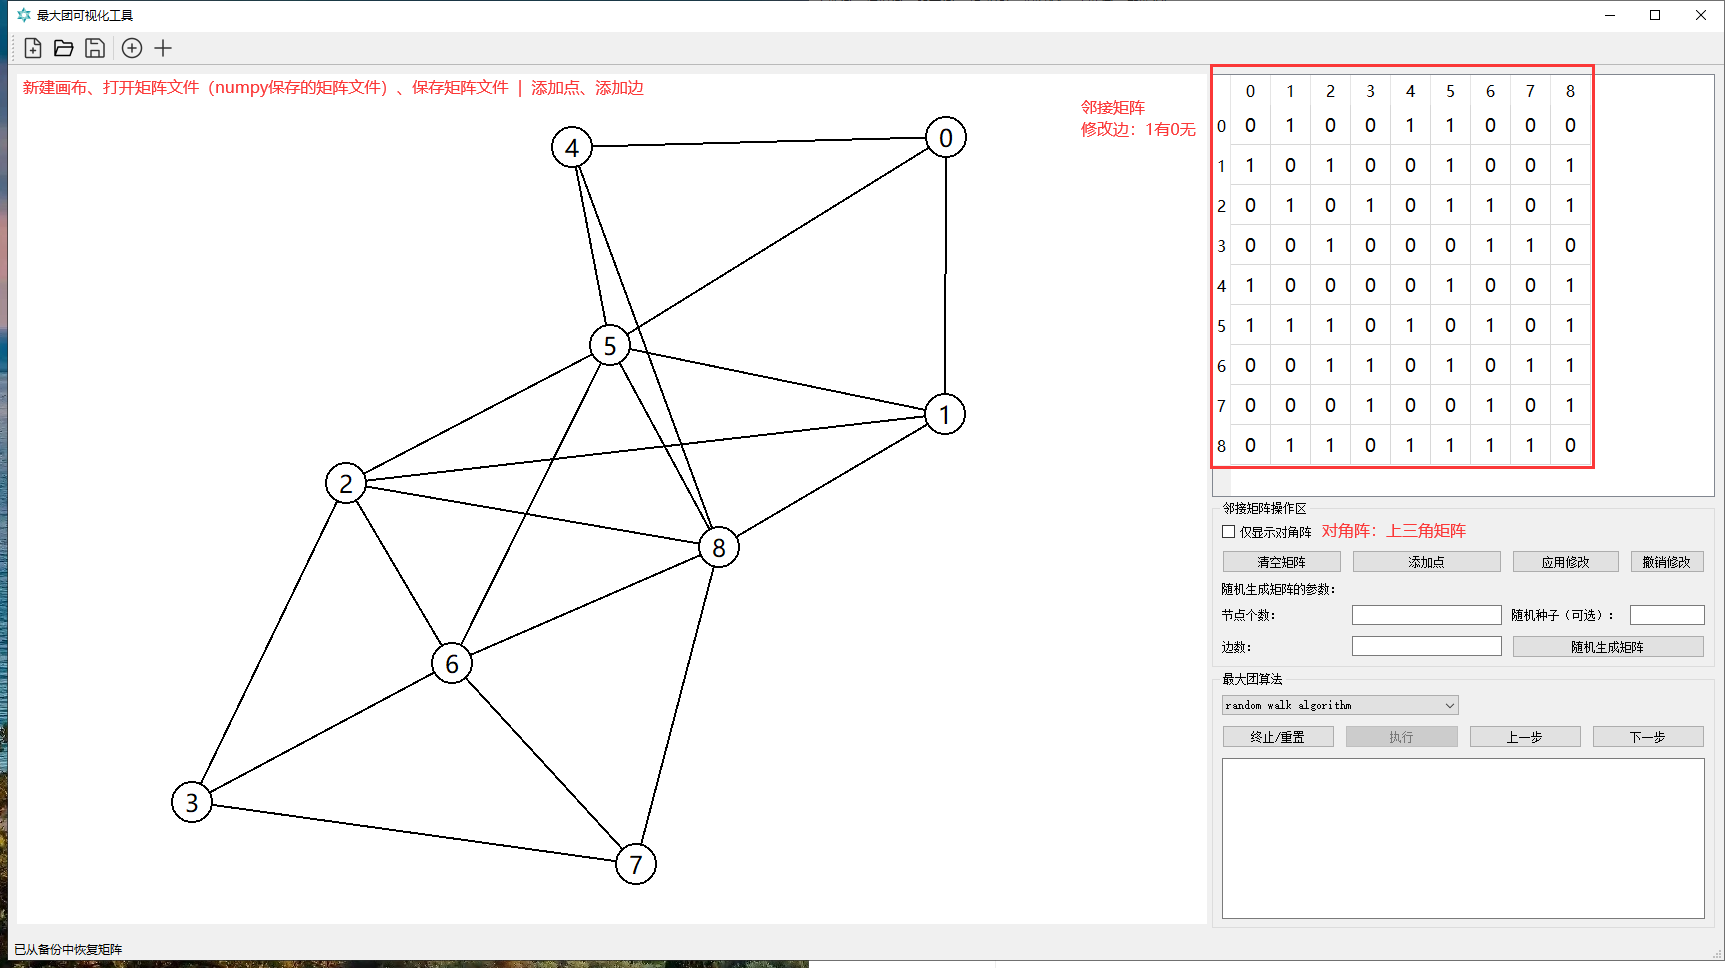 最大团可视化工具
新建画布、打开矩阵文件（numpy保存的矩阵文件）、保存矩阵文件 | 添加点、添加边
邻接矩阵
修改边：1有0无
4
0
5
1
2
8
6
3
7
0 1 2 3 4 5 6 7 8
0 0 1 0 0 1 1 0 0 0
1 1 0 1 0 0 1 0 0 1
2 0 1 0 1 0 1 1 0 1
3 0 0 1 0 0 0 1 1 0
4 1 0 0 0 0 1 0 0 1
5 1 1 1 0 1 0 1 0 1
6 0 0 1 1 0 1 0 1 1
7 0 0 0 1 0 0 1 0 1
8 0 1 1 0 1 1 1 1 0
邻接矩阵操作区
仅显示对角阵 对角阵：上三角矩阵
清空矩阵 添加点 应用修改 撤销修改
随机生成矩阵的参数：
节点个数： 随机种子（可选）：
边数： 随机生成矩阵
最大团算法
random walk algorithm
终止/重置 执行 上一步 下一步
已从备份中恢复矩阵